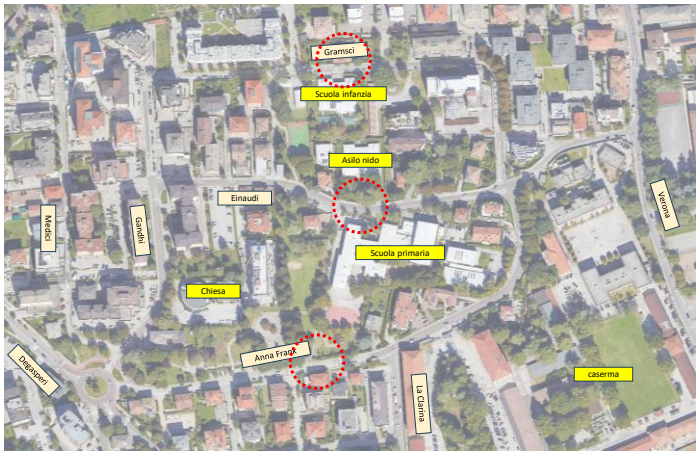 Gramsci
Scuola infanzia
Asilo nido
Einaudi
Medici
Gandhi
Verona
Scuola primaria
Chiesa
Anna Frank
Degasperi
La Clarina
caserma